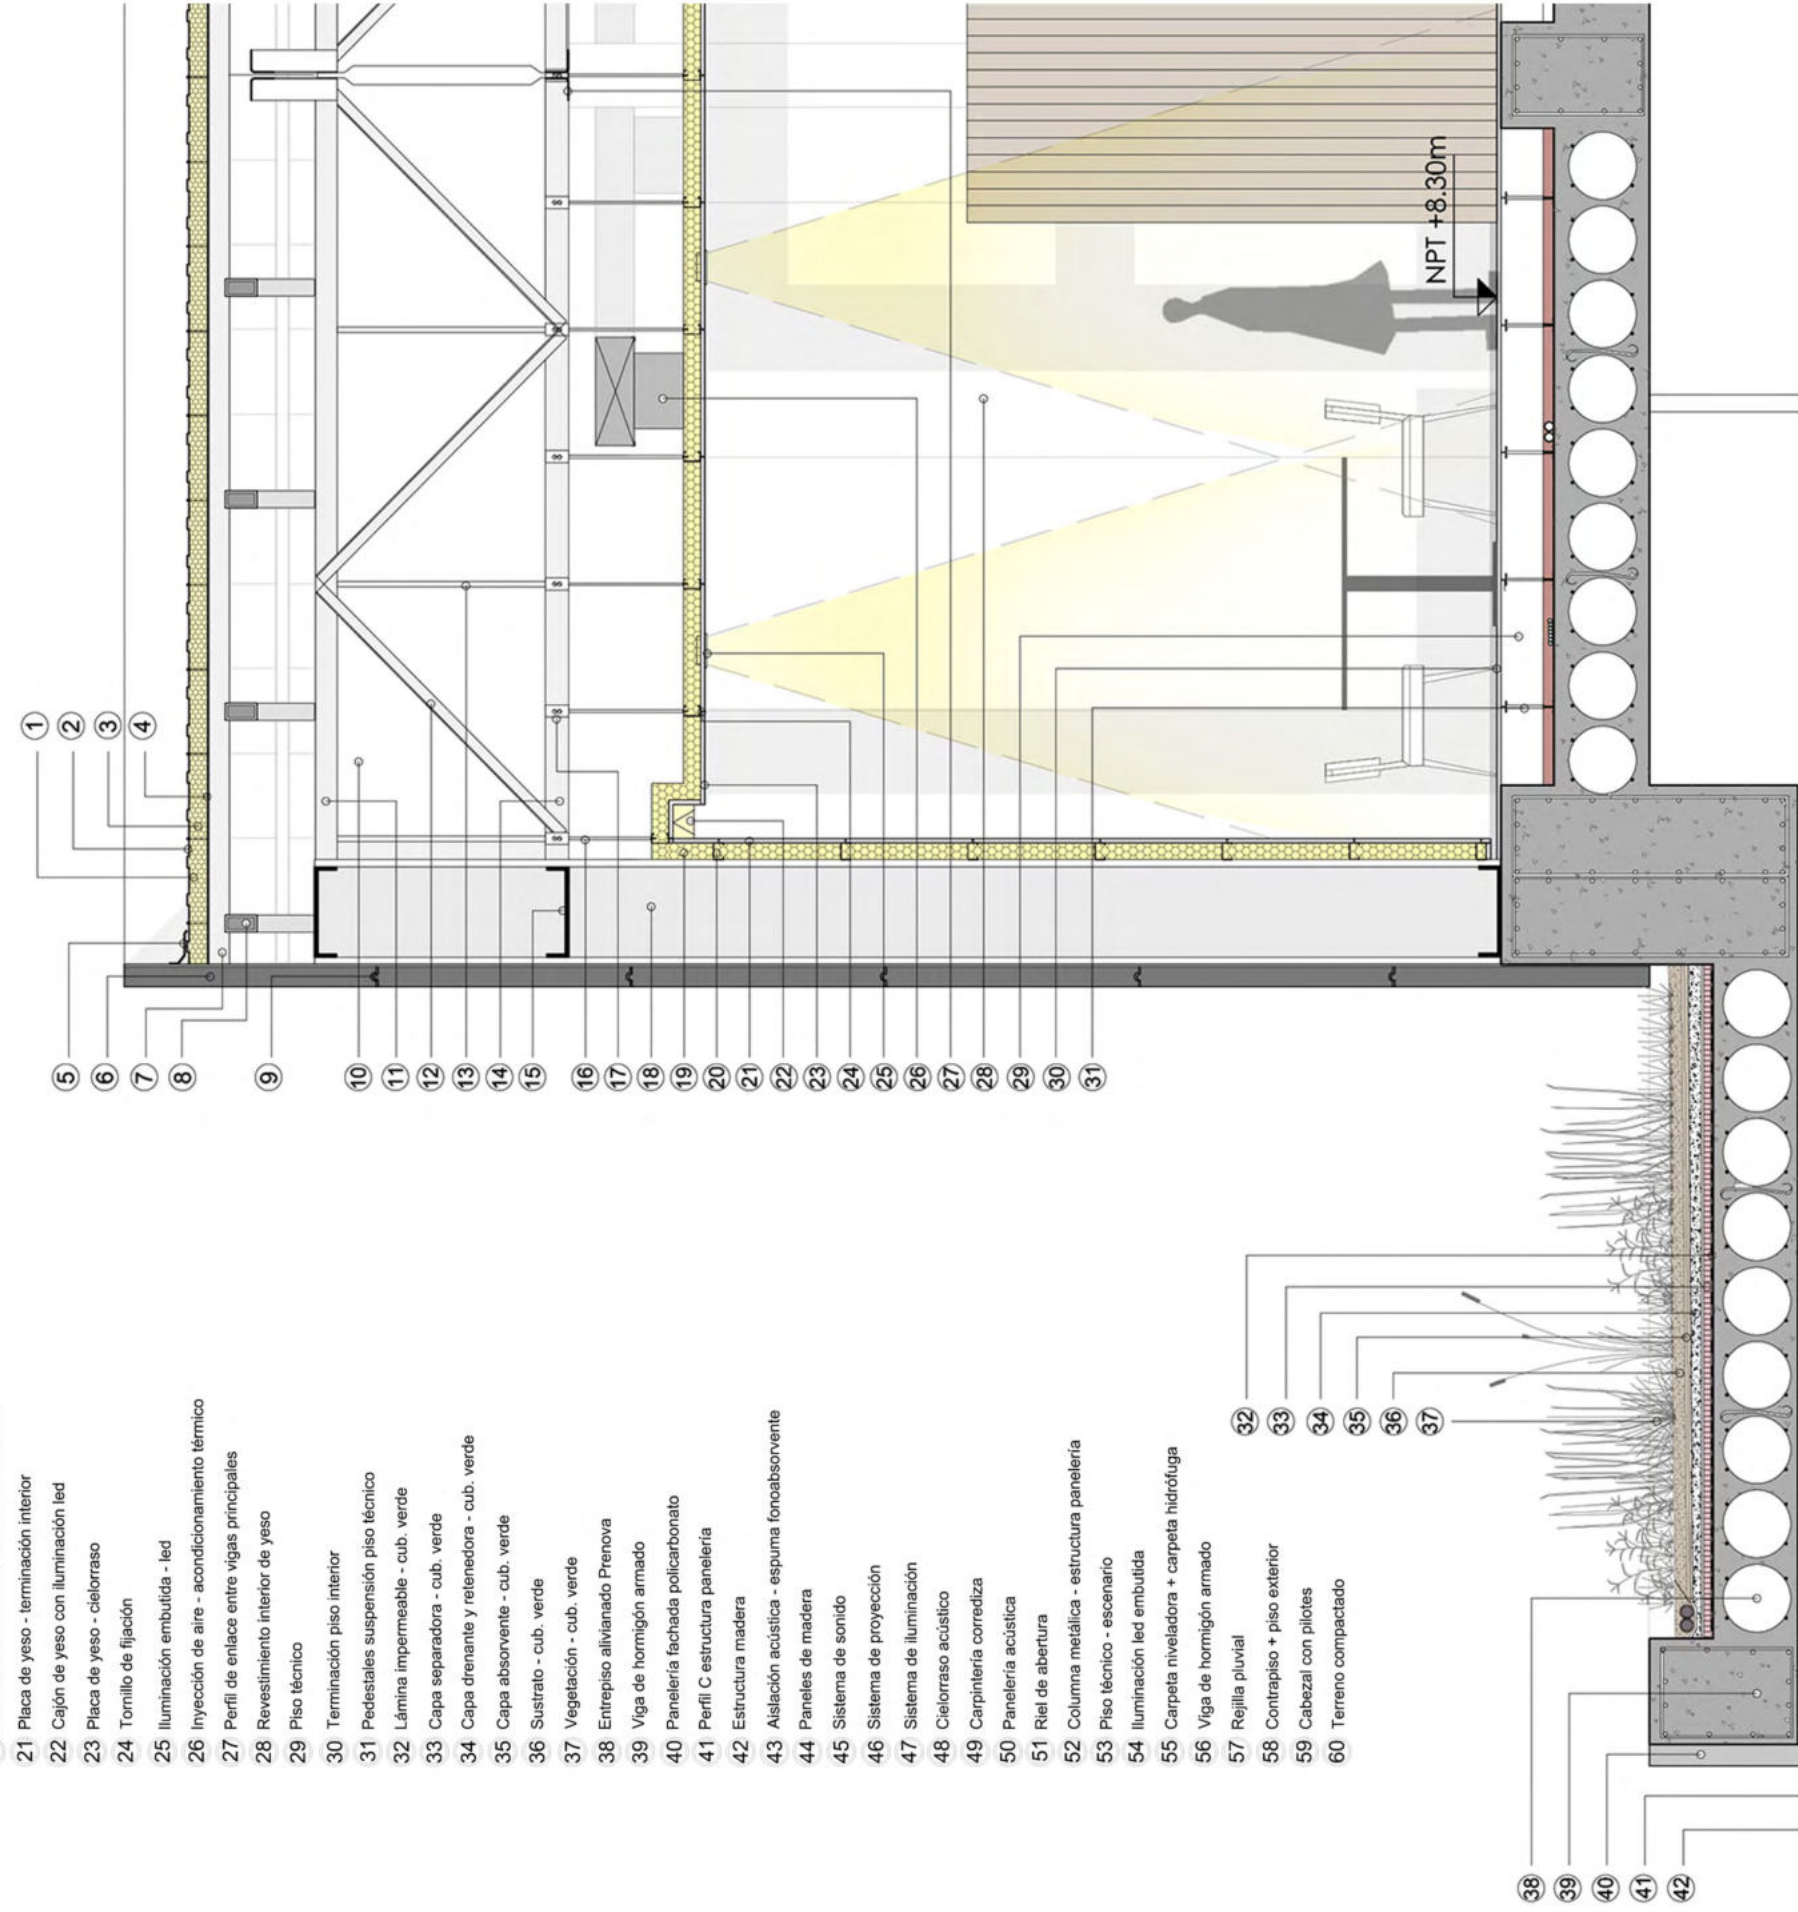 21 Placa de yeso - terminación interior
22 Cajón de yeso con iluminación led
23 Placa de yeso - cielorraso
24 Tornillo de fijación
25 Iluminación embutida - led
26 Inyección de aire - acondicionamiento térmico
27 Perfil de enlace entre vigas principales
28 Revestimiento interior de yeso
29 Piso técnico
30 Terminación piso interior
31 Pedestales suspensión piso técnico
32 Lámina impermeable - cub. verde
33 Capa separadora - cub. verde
34 Capa drenante y retenedora - cub. verde
35 Capa absorvente - cub. verde
36 Sustrato - cub. verde
37 Vegetación - cub. verde
38 Entrepiso alivianado Prenova
39 Viga de hormigón armado
40 Panelería fachada policarbonato
41 Perfil C estructura panelería
42 Estructura madera
43 Aislación acústica - espuma fonoabsorvente
44 Paneles de madera
45 Sistema de sonido
46 Sistema de proyección
47 Sistema de iluminación
48 Cielorraso acústico
49 Carpintería corrediza
50 Panelería acústica
51 Riel de abertura
52 Columna metálica - estructura panelería
53 Piso técnico - escenario
54 Iluminación led embutida
55 Carpeta niveladora + carpeta hidrófuga
56 Viga de hormigón armado
57 Rejilla pluvial
58 Contrapiso + piso exterior
59 Cabezal con pilotes
60 Terreno compactado
1
2
3
4
5
6
7
8
9
10
11
12
13
14
15
16
17
18
19
20
21
22
23
24
25
26
27
28
29
30
31
NPT +8.30m
32
33
34
35
36
37
38
39
40
41
42